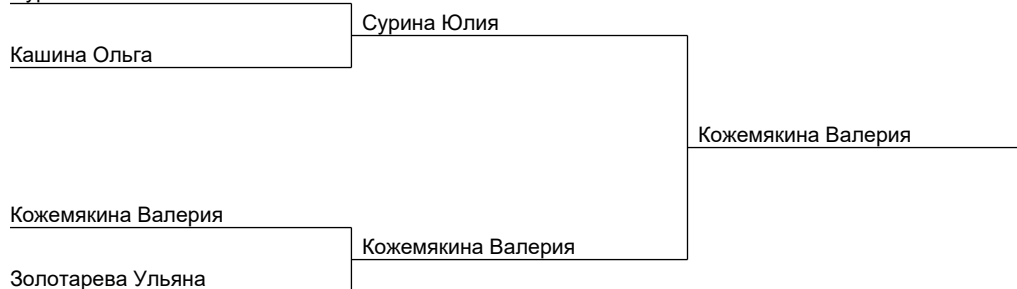 Сурина Юлия
Кашина Ольга
Кожемякина Валерия
Кожемякина Валерия
Кожемякина Валерия
Золотарева Ульяна